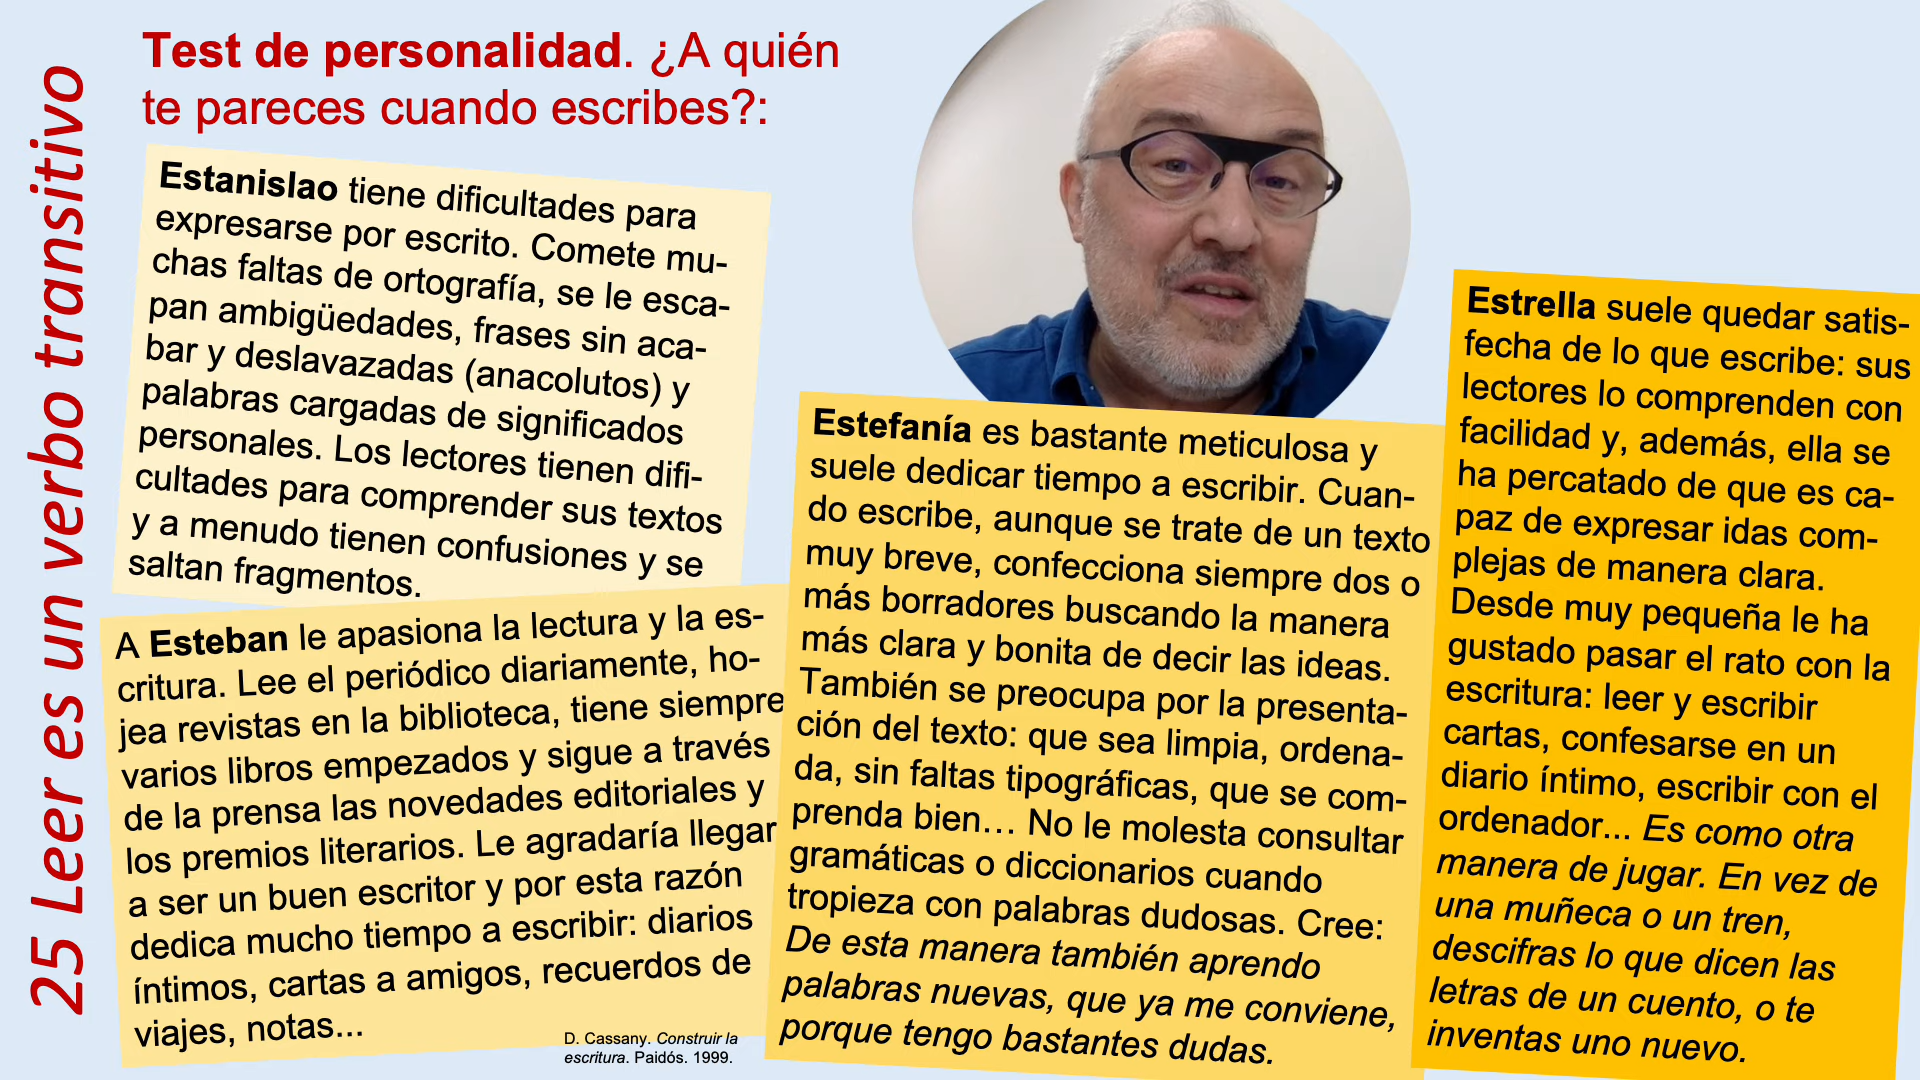 25 Leer es un verbo transitivo
Test de personalidad. ¿A quién
te pareces cuando escribes?:
Estanislao tiene dificultades para
expresarse por escrito. Comete mu-
chas faltas de ortografía, se le esca-
pan ambigüedades, frases sin aca-
bar y deslavazadas (anacolutos) y
palabras cargadas de significados
personales. Los lectores tienen difi-
cultades para comprender sus textos
y a menudo tienen confusiones y se
saltan fragmentos.
A Esteban le apasiona la lectura y la es-
critura. Lee el periódico diariamente, ho-
jea revistas en la biblioteca, tiene siempre
varios libros empezados y sigue a través
de la prensa las novedades editoriales y
los premios literarios. Le agradaría llegar
a ser un buen escritor y por esta razón
dedica mucho tiempo a escribir: diarios
íntimos, cartas a amigos, recuerdos de
viajes, notas...
D. Cassany. Construir la
escritura. Paidós. 1999.
Estefanía es bastante meticulosa y
suele dedicar tiempo a escribir. Cuan-
do escribe, aunque se trate de un texto
muy breve, confecciona siempre dos o
más borradores buscando la manera
más clara y bonita de decir las ideas.
También se preocupa por la presenta-
ción del texto: que sea limpia, ordena-
da, sin faltas tipográficas, que se com-
prenda bien… No le molesta consultar
gramáticas o diccionarios cuando
tropieza con palabras dudosas. Cree:
De esta manera también aprendo
palabras nuevas, que ya me conviene,
porque tengo bastantes dudas.
Estrella suele quedar satis-
fecha de lo que escribe: sus
lectores lo comprenden con
facilidad y, además, ella se
ha percatado de que es ca-
paz de expresar idas com-
plejas de manera clara.
Desde muy pequeña le ha
gustado pasar el rato con la
escritura: leer y escribir
cartas, confesarse en un
diario íntimo, escribir con el
ordenador... Es como otra
manera de jugar. En vez de
una muñeca o un tren,
descifras lo que dicen las
letras de un cuento, o te
inventas uno nuevo.